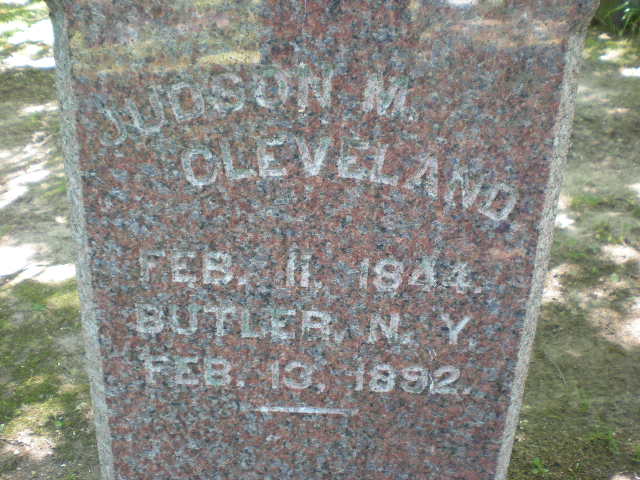 JUDSON M.
CLEVELAND
FEB. 11, 1844.
BUTLER, N. Y.
FEB. 13, 1892.